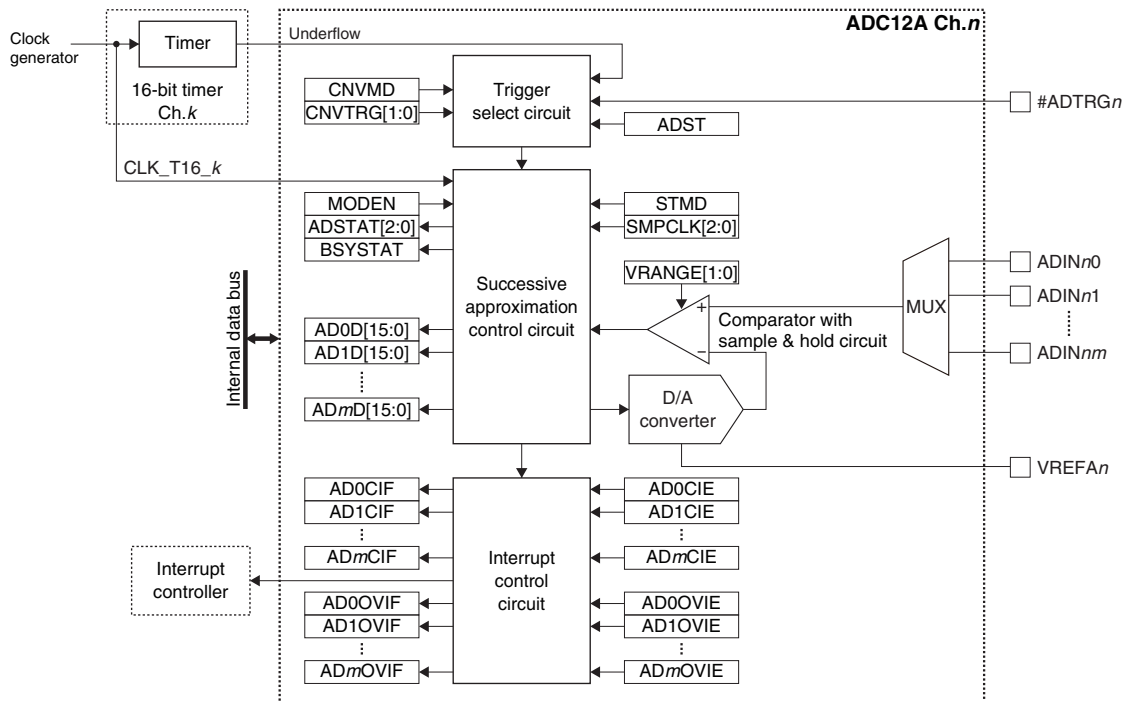 ADC12A Ch.n
Clock generator
Timer
16-bit timer
Ch.k
Underflow
CNVMD
CNVTRG[1:0]
Trigger
select circuit
ADST
#ADTRGn
CLK_T16_k
MODEN
ADSTAT[2:0]
BSYSTAT
STMD
SMPCLK[2:0]
VRANGE[1:0]
Successive
approximation
control circuit
Internal data bus
AD0D[15:0]
AD1D[15:0]
ADmD[15:0]
+
−
Comparator with
sample & hold circuit
MUX
ADINn0
ADINn1
ADINnm
D/A
converter
VREFAn
AD0CIF
AD1CIF
ADmCIF
AD0CIE
AD1CIE
ADmCIE
Interrupt
controller
Interrupt
control
circuit
AD0OVIF
AD1OVIF
ADmOVIF
AD0OVIE
AD1OVIE
ADmOVIE